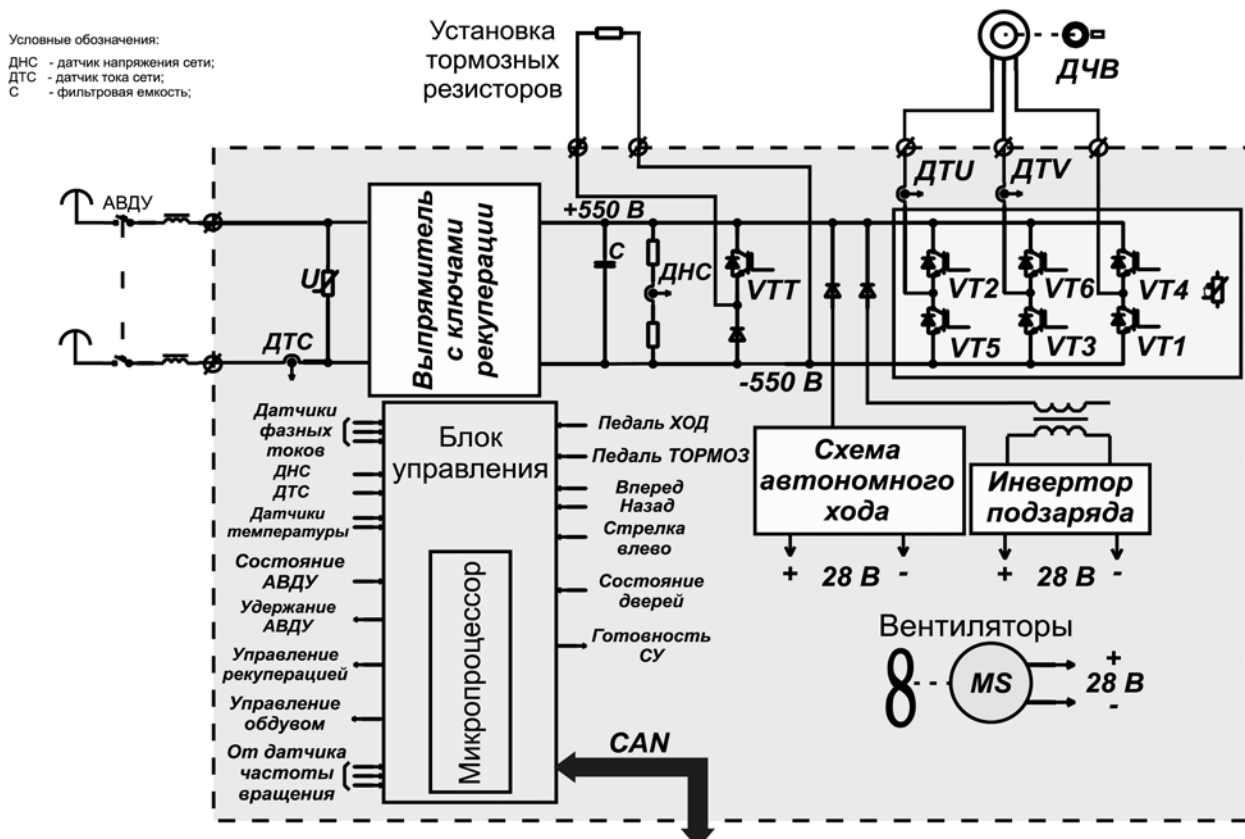 Условные обозначения:
ДНС - датчик напряжения сети;
ДТС - датчик тока сети;
С - фильтровая емкость;
Установка
тормозных
резисторов
ДЧВ
АВДУ
U
ДТС
Выпрямитель
с ключами
рекуперации
+550 В
С
ДНС
VTT
-550 В
ДТU
ДТV
VT2
VT6
VT4
VT5
VT3
VT1
Датчики
фазных
токов
ДНС
ДТС
Датчики
температуры
Состояние
АВДУ
Удержание
АВДУ
Управление
рекуперацией
Управление
обдувом
От датчика
частоты
вращения
Блок
управления
Микропроцессор
Педаль ХОД
Педаль ТОРМОЗ
Вперед
Назад
Стрелка
влево
Состояние
дверей
Готовность
СУ
CAN
Схема
автономного
хода
+ 28 В -
Инвертор
подзаряда
+ 28 В -
Вентиляторы
MS
+
28 В
-